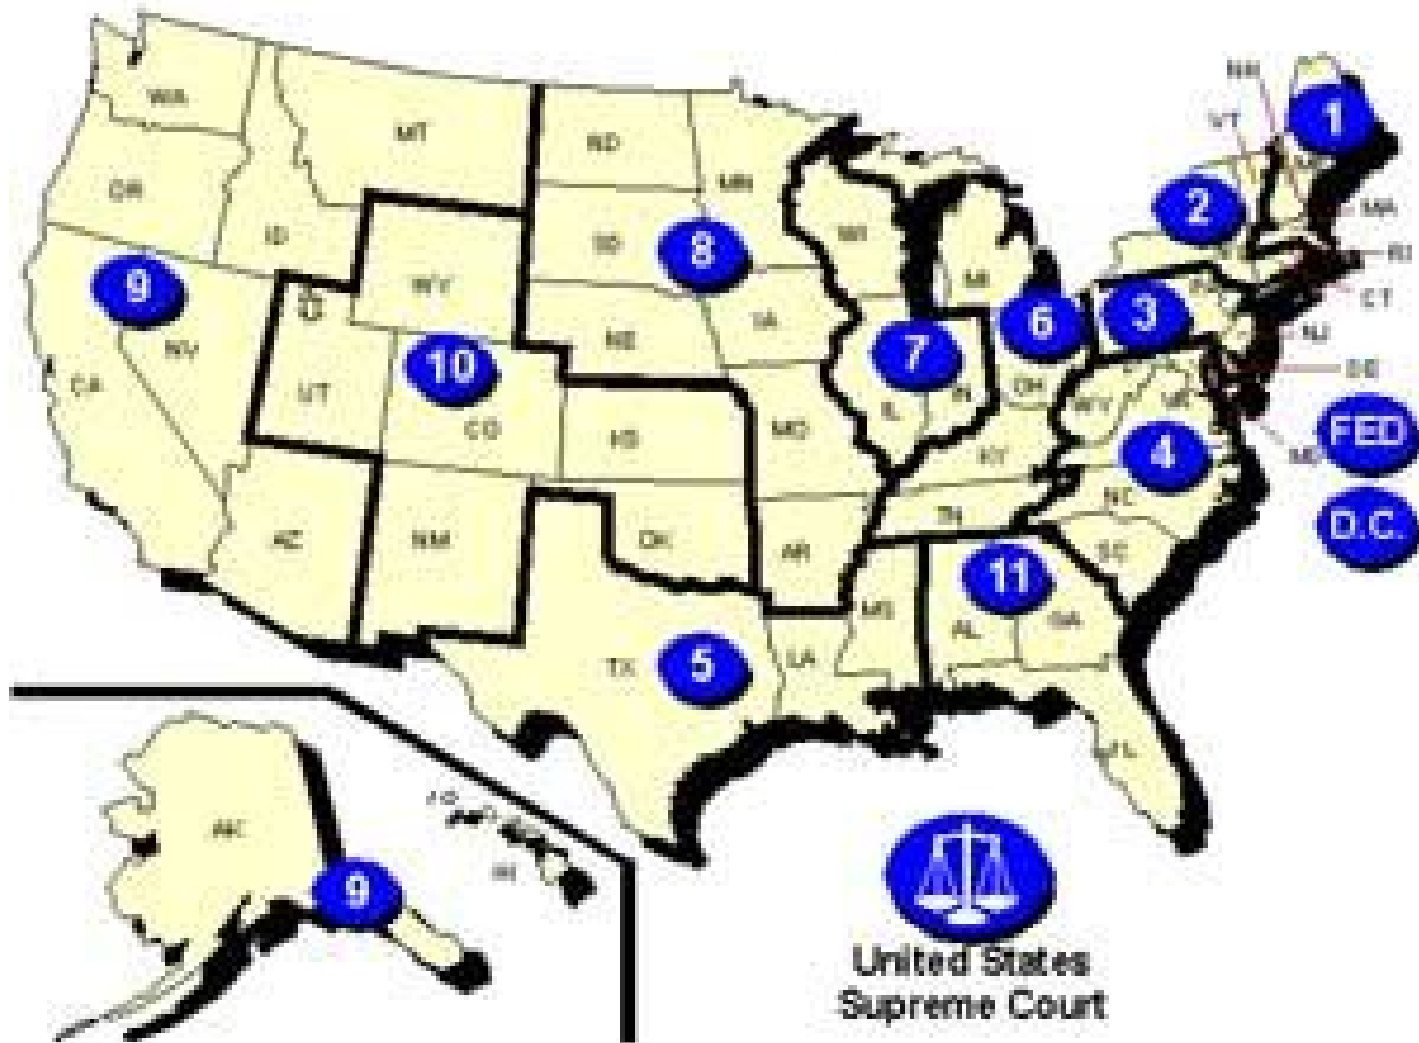 WA
MT
ND
MN
OR
ID
SD
WI
MI
WY
NV
UT
CA
CO
NE
IA
IL
IN
OH
MO
KY
WV
NC
TN
SC
AZ
NM
OK
AR
MS
AL
GA
TX
LA
FL
NH
VT
MA
RI
CT
NJ
DE
MD
1
2
3
4
5
6
7
8
9
10
11
FED
D.C.
AK
9
HI
United States
Supreme Court